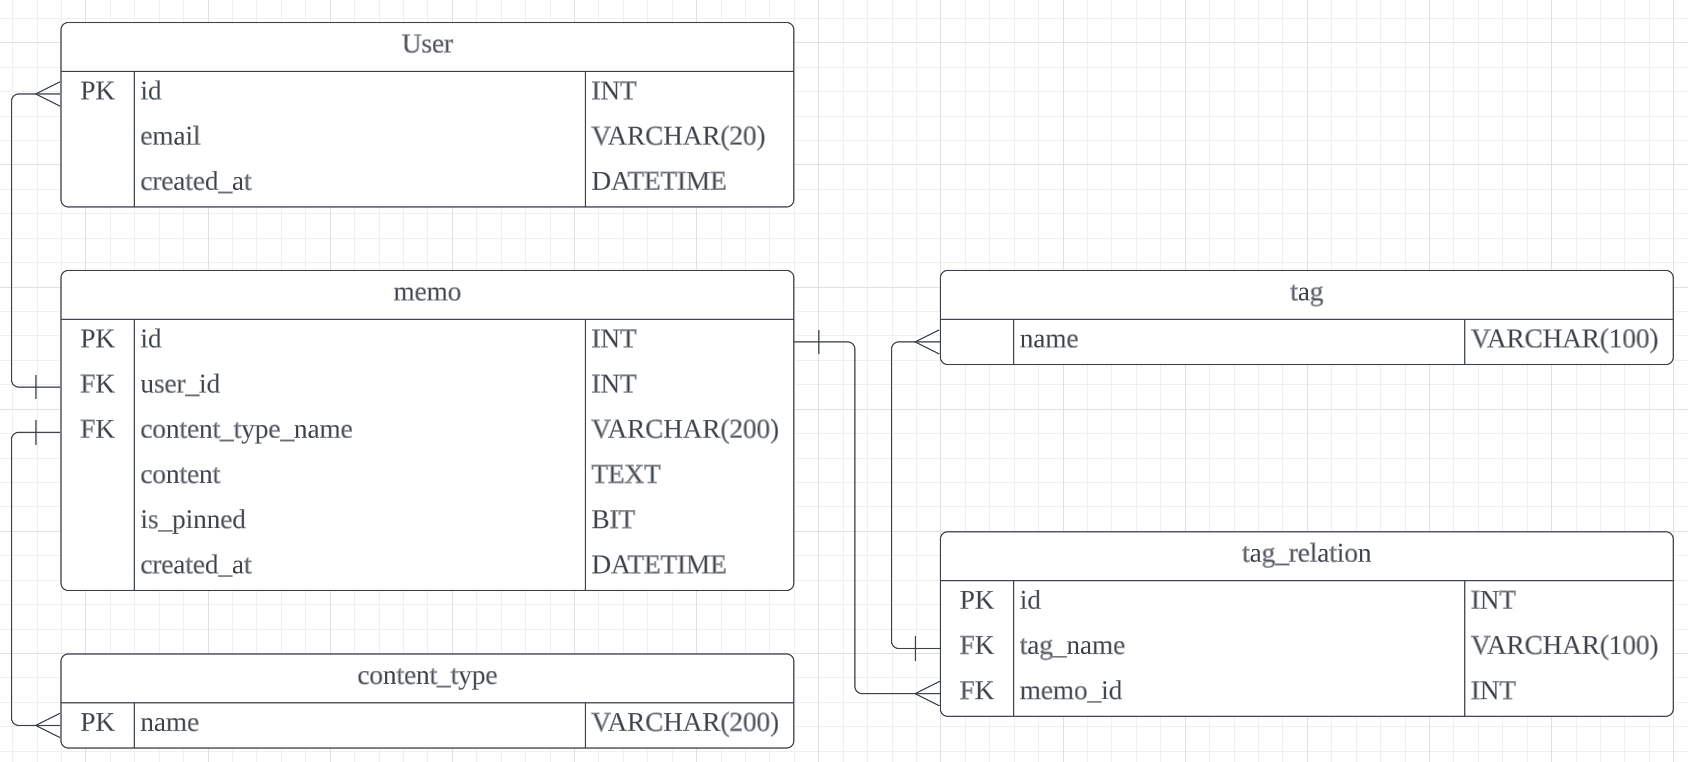 User
PK id INT
email VARCHAR(20)
created_at DATETIME
memo
PK id INT
FK user_id INT
FK content_type_name VARCHAR(200)
content TEXT
is_pinned BIT
created_at DATETIME
content_type
PK name VARCHAR(200)
tag
name VARCHAR(100)
tag_relation
PK id INT
FK tag_name VARCHAR(100)
FK memo_id INT